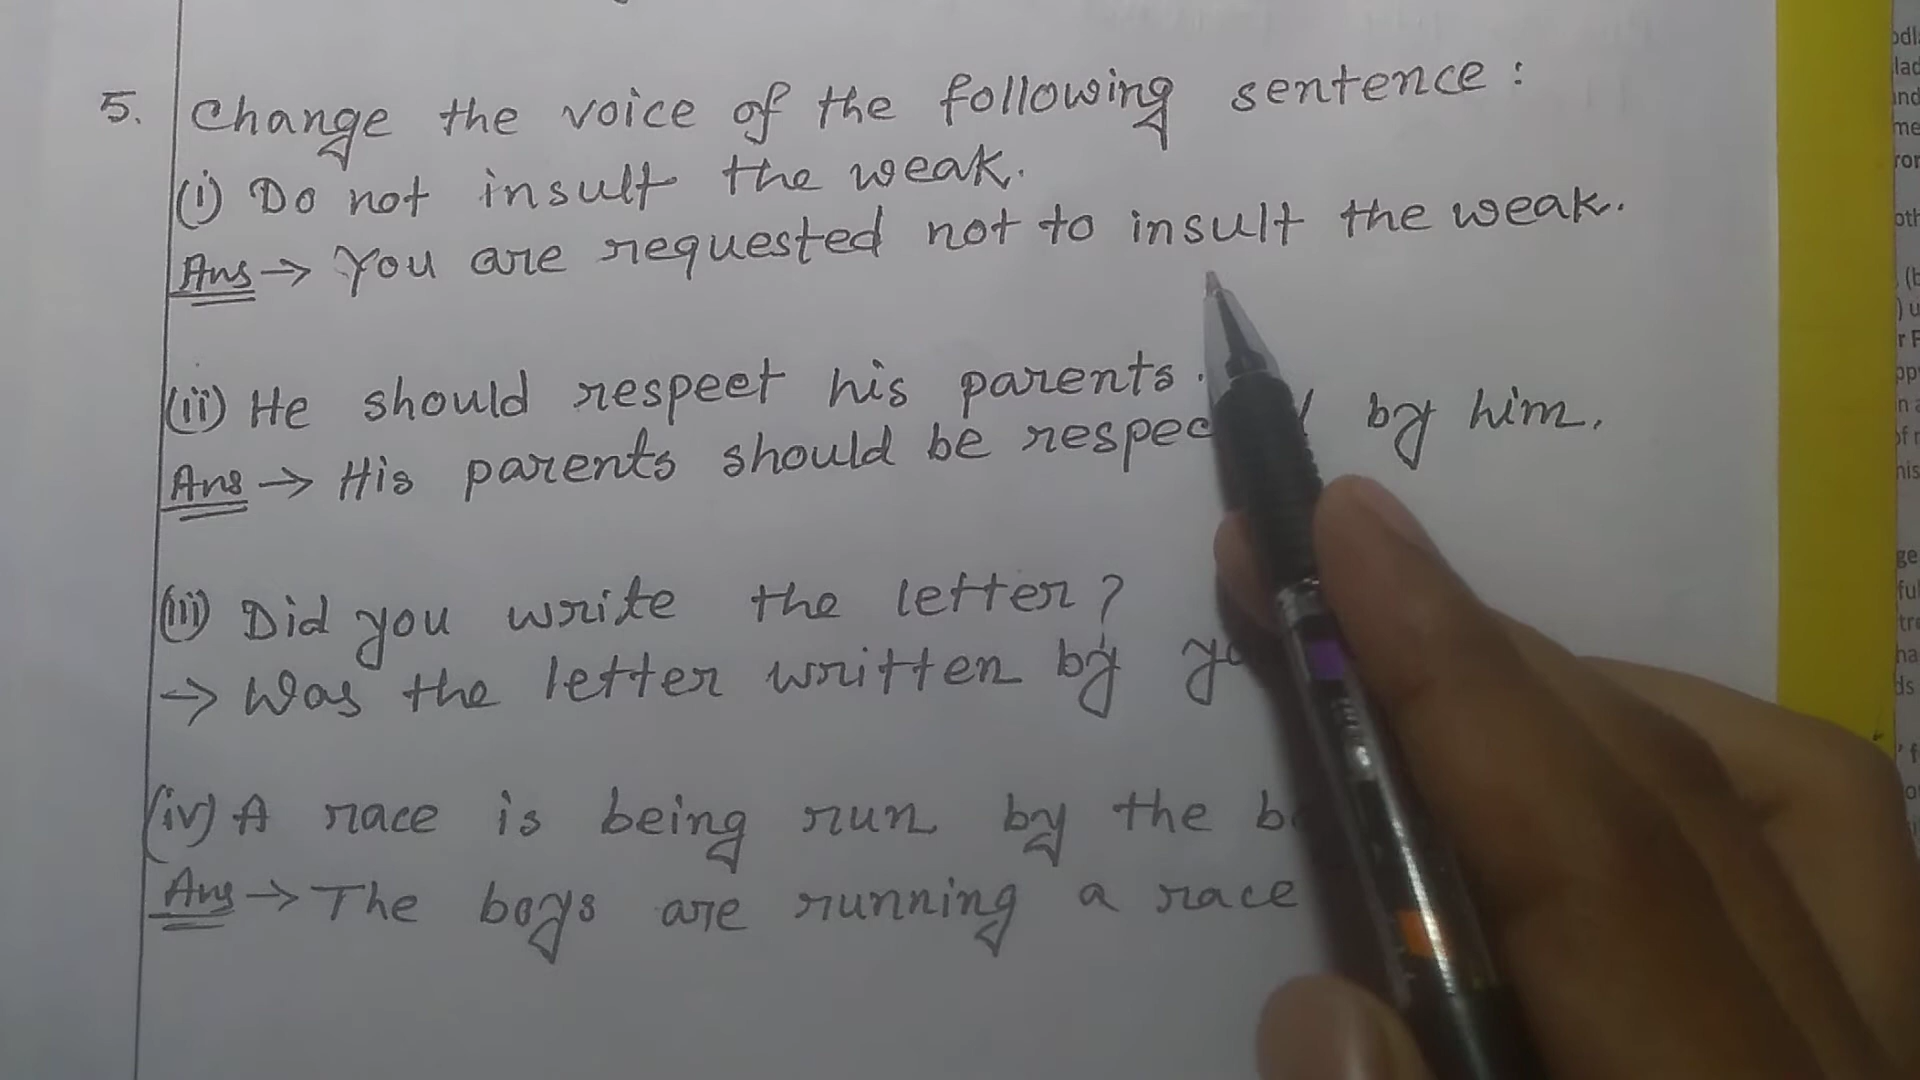 5. Change the voice of the following sentence:
(i) Do not insult the weak.
Ans → You are requested not to insult the weak.
(ii) He should respect his parents.
Ans → His parents should be by him.
(iii) Did you write the letter?
→ Was the letter written by
(iv) A race is being run by the
Ans → The boys are running a race